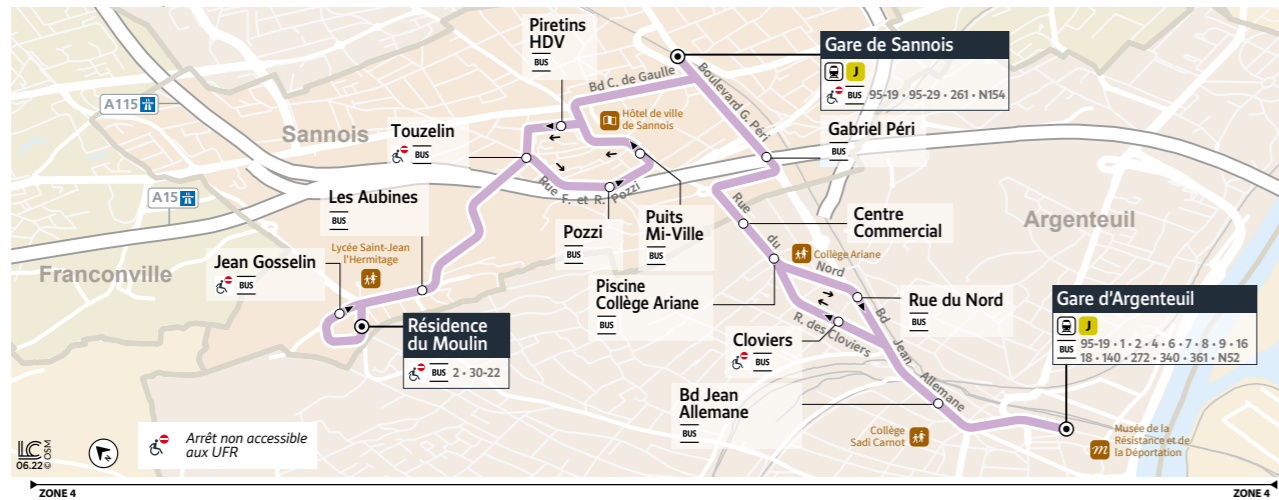 Piretins
HDV
BUS
Gare de Sannois
J
BUS 95-19 • 95-29 • 261 • N154
Bd C. de Gaulle
Boulevard G. Péri
A115
Sannois
Hôtel de ville
de Sannois
Touzelin
BUS
Gabriel Péri
BUS
A15
Les Aubines
BUS
Rue F. et R. Pozzi
Pozzi
BUS
Puits
Mi-Ville
BUS
Rue du Nord
Centre
Commercial
Argenteuil
Franconville
Lycée Saint-Jean
l'Hermitage
Jean Gosselin
BUS
Collège Ariane
Piscine
Collège Ariane
BUS
Rue du Nord
BUS
Gare d'Argenteuil
J
BUS 95-19 • 1 • 2 • 4 • 6 • 7 • 8 • 9 • 16
18 • 140 • 272 • 340 • 361 • N52
Résidence
du Moulin
BUS 2 • 30-22
R. des Cloviers
Cloviers
BUS
Bd Jean Allemane
Bd Jean
Allemane
BUS
Collège
Sadi Carnot
m
Musée de la
Résistance et de
la Déportation
LC
06.22 © OSM
Arrêt non accessible
aux UFR
ZONE 4
ZONE 4